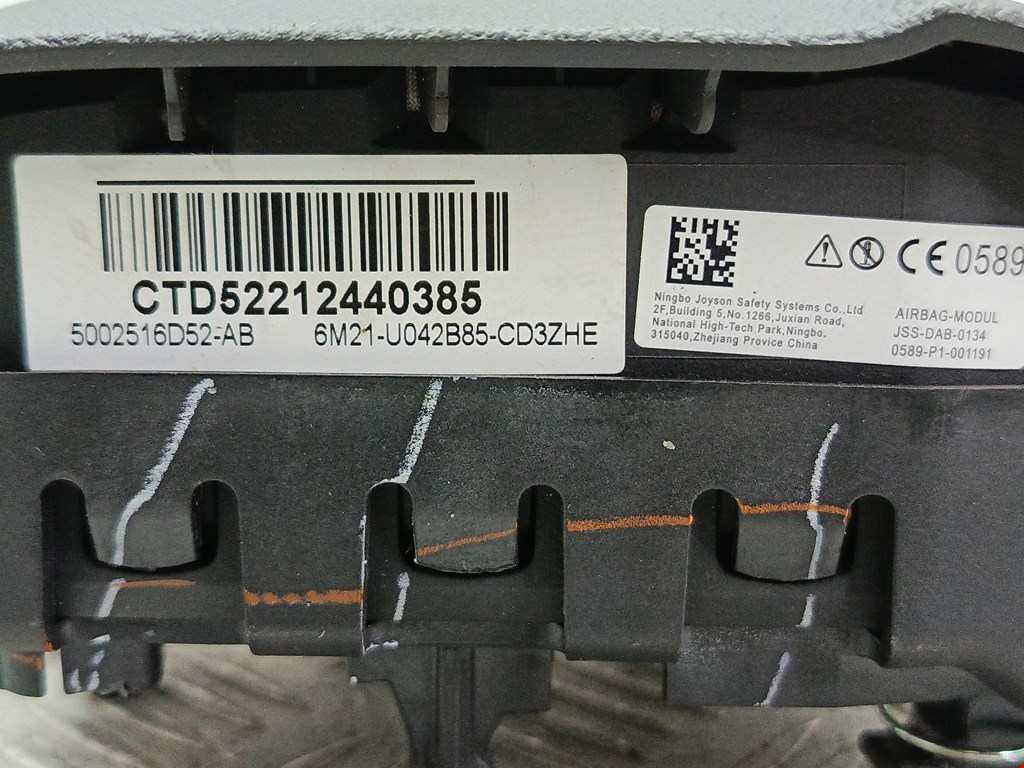 CTD52212440385
5002516D52-AB 6M21-U042B85-CD3ZHE
CE 0589
Ningbo Joyson Safety Systems Co.,Ltd
2F,Building 5,No.1266,Juxian Road,
National High-Tech Park,Ningbo.
315040,Zhejiang Provice China
AIRBAG-MODUL
JSS-DAB-0134
0589-P1-001191